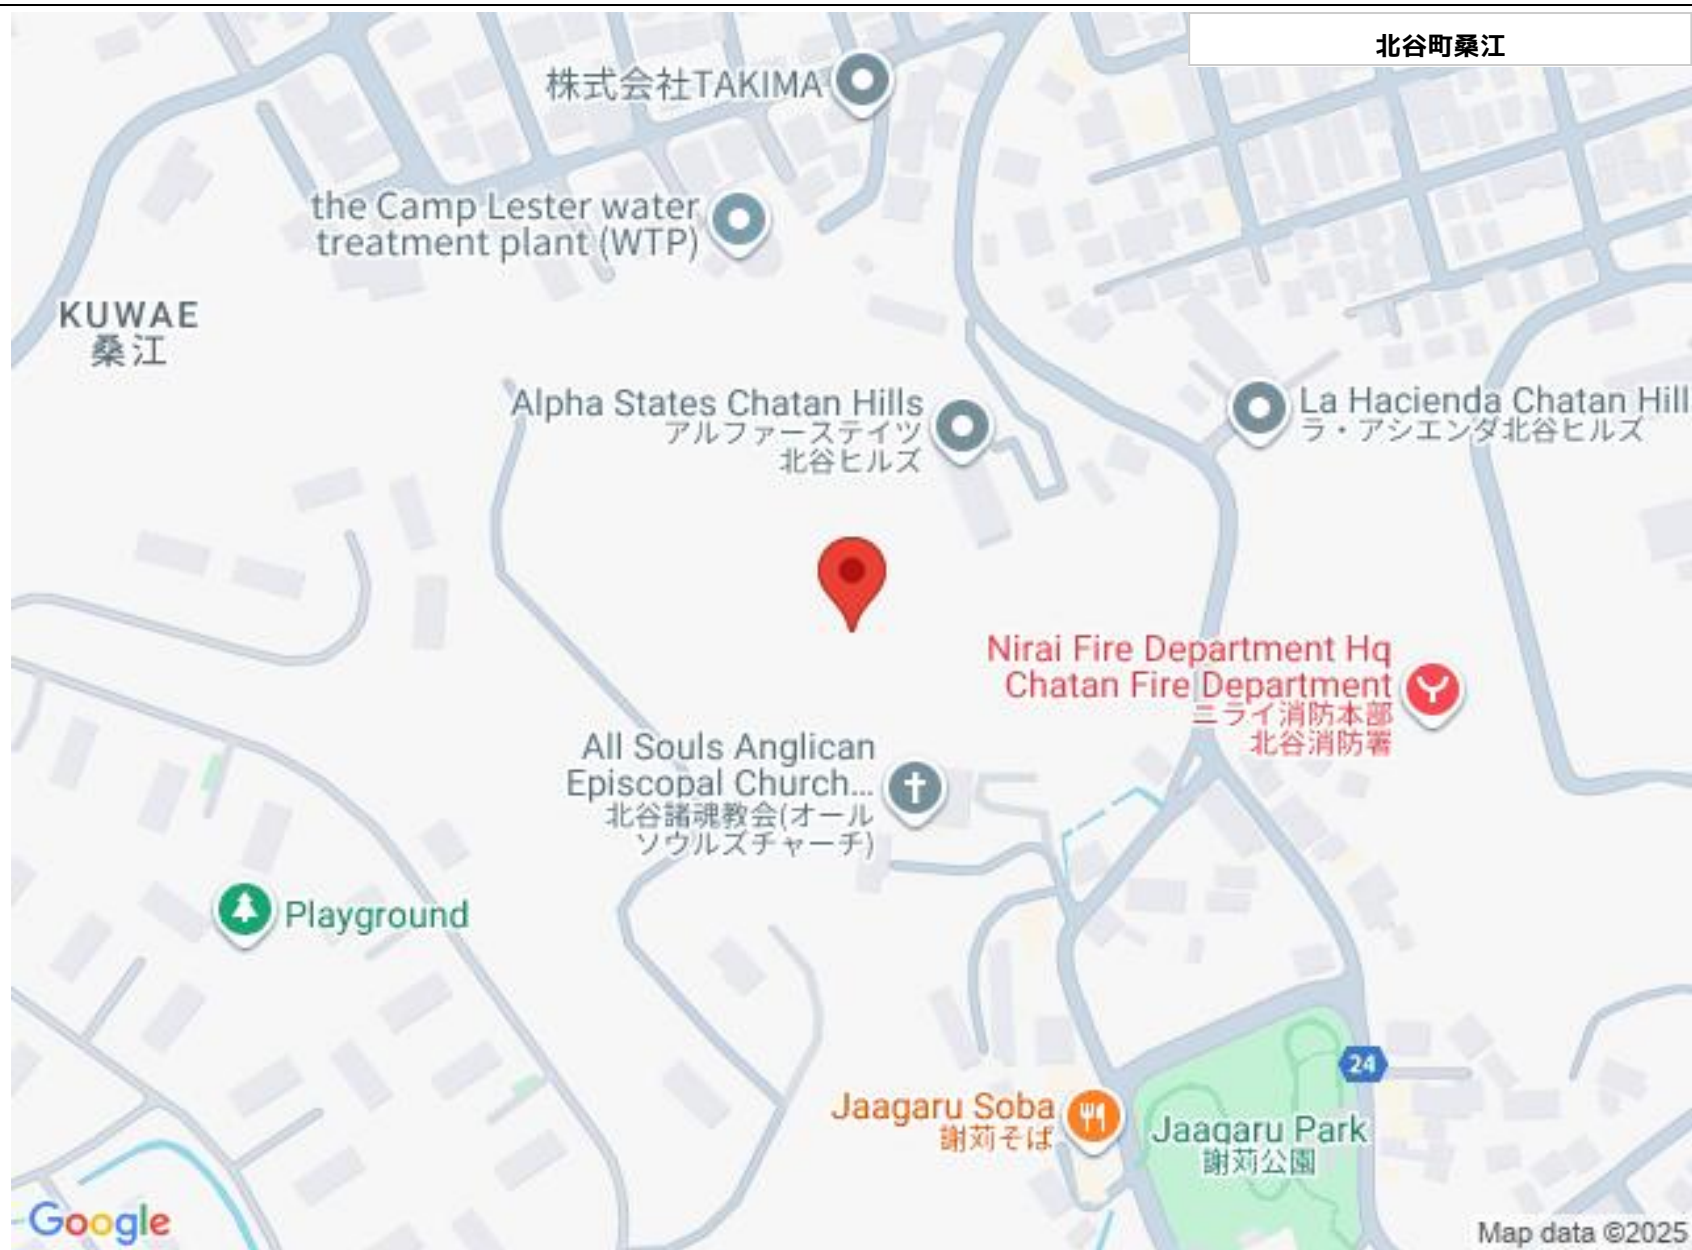 北谷町桑江
株式会社TAKIMA
the Camp Lester water
treatment plant (WTP)
KUWAE
桑江
Alpha States Chatan Hills
アルファーステイツ
北谷ヒルズ
La Hacienda Chatan Hill
ラ・アシエンダ北谷ヒルズ
Nirai Fire Department Hq
Chatan Fire Department
ニライ消防本部
北谷消防署
All Souls Anglican
Episcopal Church...
北谷諸魂教会(オール
ソウルズチャーチ)
Playground
24
Jaagaru Soba
謝苅そば
Jaagaru Park
謝苅公園
Google
Map data ©2025